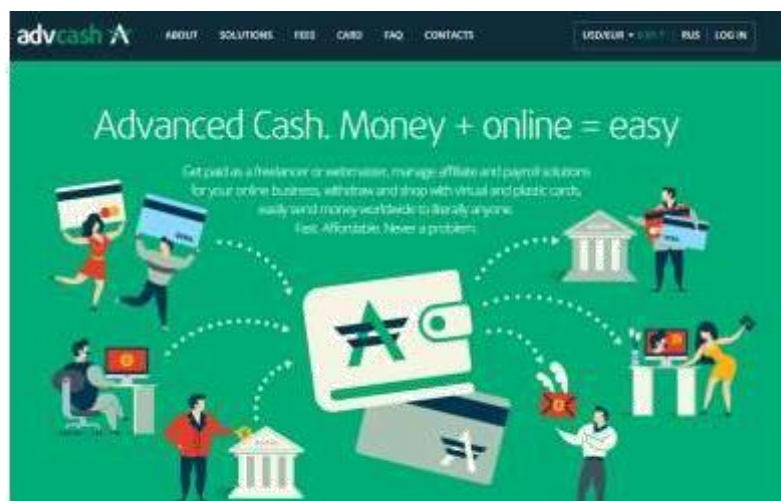 advcash
ABOUT SOLUTIONS FEES CARD FAQ CONTACTS
USD/EUR RUS LOG IN
Advanced Cash. Money + online = easy
Get paid as a freelancer or webmaster, manage affiliate and payroll solutions
for your online business, withdraw and shop with virtual and plastic cards,
easily send money worldwide to literally anyone.
Fast. Affordable. Never a problem.